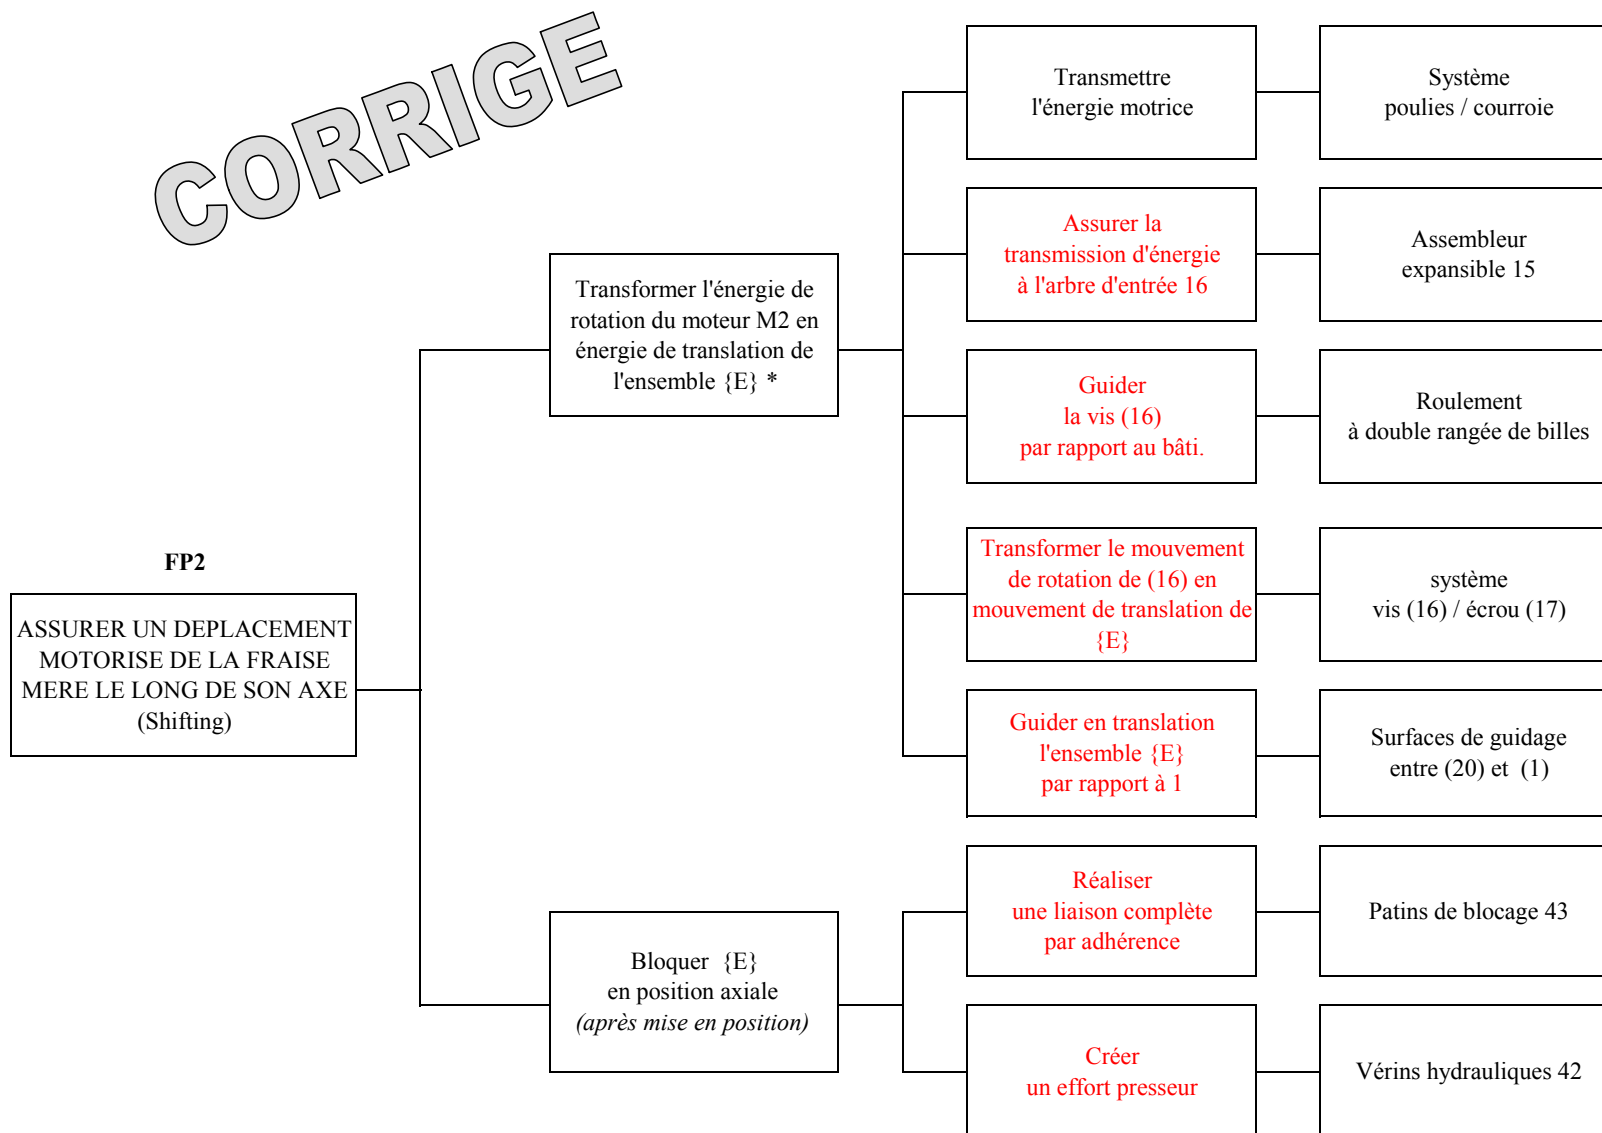 CORRIGE
FP2
ASSURER UN DEPLACEMENT
MOTORISE DE LA FRAISE
MERE LE LONG DE SON AXE
(Shifting)
Transformer l'énergie de
rotation du moteur M2 en
énergie de translation de
l'ensemble {E} *
Transmettre
l'énergie motrice
Système
poulies / courroie
Assurer la
transmission d'énergie
à l'arbre d'entrée 16
Assembleur
expansible 15
Guider
la vis (16)
par rapport au bâti.
Roulement
à double rangée de billes
Transformer le mouvement
de rotation de (16) en
mouvement de translation de
{E}
système
vis (16) / écrou (17)
Guider en translation
l'ensemble {E}
par rapport à 1
Surfaces de guidage
entre (20) et (1)
Bloquer {E}
en position axiale
(après mise en position)
Réaliser
une liaison complète
par adhérence
Patins de blocage 43
Créer
un effort presseur
Vérins hydrauliques 42